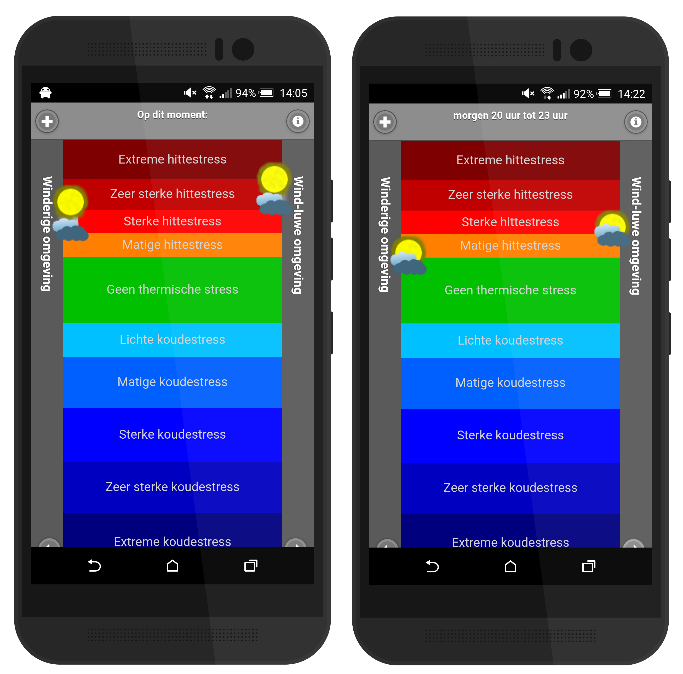 94% 14:05
Op dit moment:
Winderige omgeving
Wind-luwe omgeving
Extreme hittestress
Zeer sterke hittestress
Sterke hittestress
Matige hittestress
Geen thermische stress
Lichte koudestress
Matige koudestress
Sterke koudestress
Zeer sterke koudestress
Extreme koudestress
92% 14:22
morgen 20 uur tot 23 uur
Winderige omgeving
Wind-luwe omgeving
Extreme hittestress
Zeer sterke hittestress
Sterke hittestress
Matige hittestress
Geen thermische stress
Lichte koudestress
Matige koudestress
Sterke koudestress
Zeer sterke koudestress
Extreme koudestress